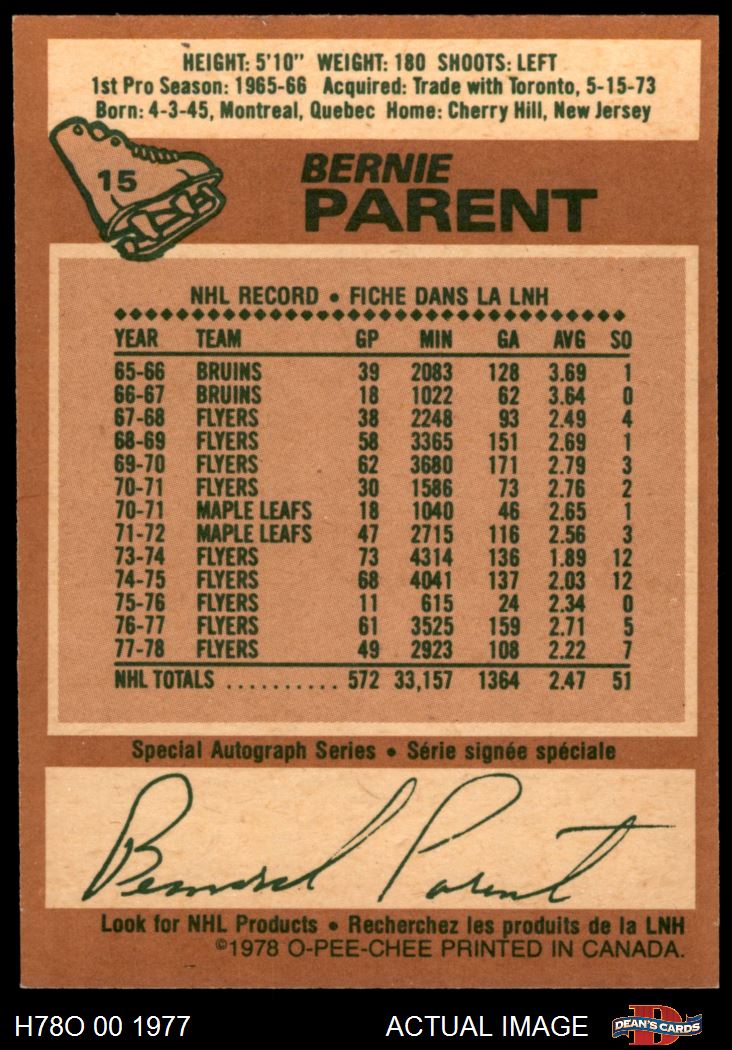 HEIGHT: 5'10" WEIGHT: 180 SHOOTS: LEFT
1st Pro Season: 1965-66 Acquired: Trade with Toronto, 5-15-73
Born: 4-3-45, Montreal, Quebec Home: Cherry Hill, New Jersey
15
BERNIE
PARENT
NHL RECORD • FICHE DANS LA LNH
YEAR TEAM GP MIN GA AVG SO
65-66 BRUINS 39 2083 128 3.69 1
66-67 BRUINS 18 1022 62 3.64 0
67-68 FLYERS 38 2248 93 2.49 4
68-69 FLYERS 58 3365 151 2.69 1
69-70 FLYERS 62 3680 171 2.79 3
70-71 FLYERS 30 1586 73 2.76 2
70-71 MAPLE LEAFS 18 1040 46 2.65 1
71-72 MAPLE LEAFS 47 2715 116 2.56 3
73-74 FLYERS 73 4314 136 1.89 12
74-75 FLYERS 68 4041 137 2.03 12
75-76 FLYERS 11 615 24 2.34 0
76-77 FLYERS 61 3525 159 2.71 5
77-78 FLYERS 49 2923 108 2.22 7
NHL TOTALS .......... 572 33,157 1364 2.47 51
Special Autograph Series • Série signée spéciale
Bernard Parent
Look for NHL Products • Recherchez les produits de la LNH
©1978 O-PEE-CHEE PRINTED IN CANADA.
H78O 00 1977 ACTUAL IMAGE D DEAN'S CARDS